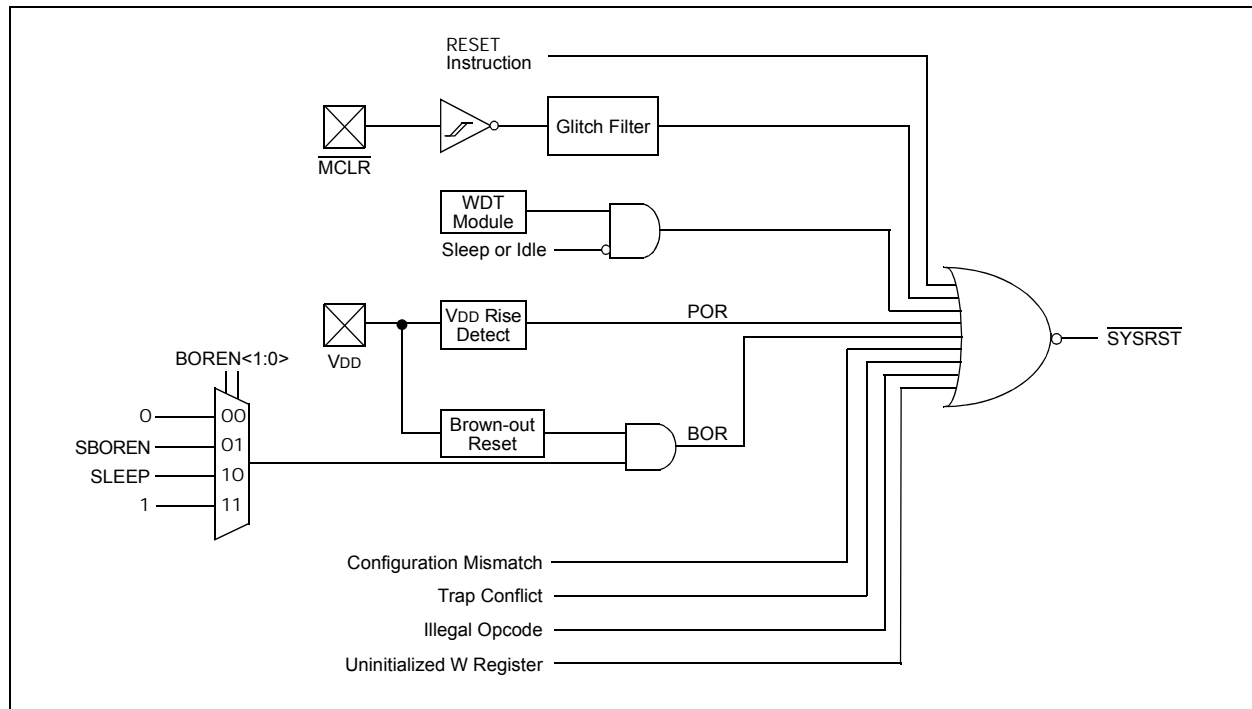 RESET
Instruction
Glitch Filter
MCLR
WDT
Module
Sleep or Idle
VDD Rise
Detect
POR
VDD
SYSRST
BOREN<1:0>
0
00
SBOREN
01
SLEEP
10
1
11
Brown-out
Reset
BOR
Configuration Mismatch
Trap Conflict
Illegal Opcode
Uninitialized W Register